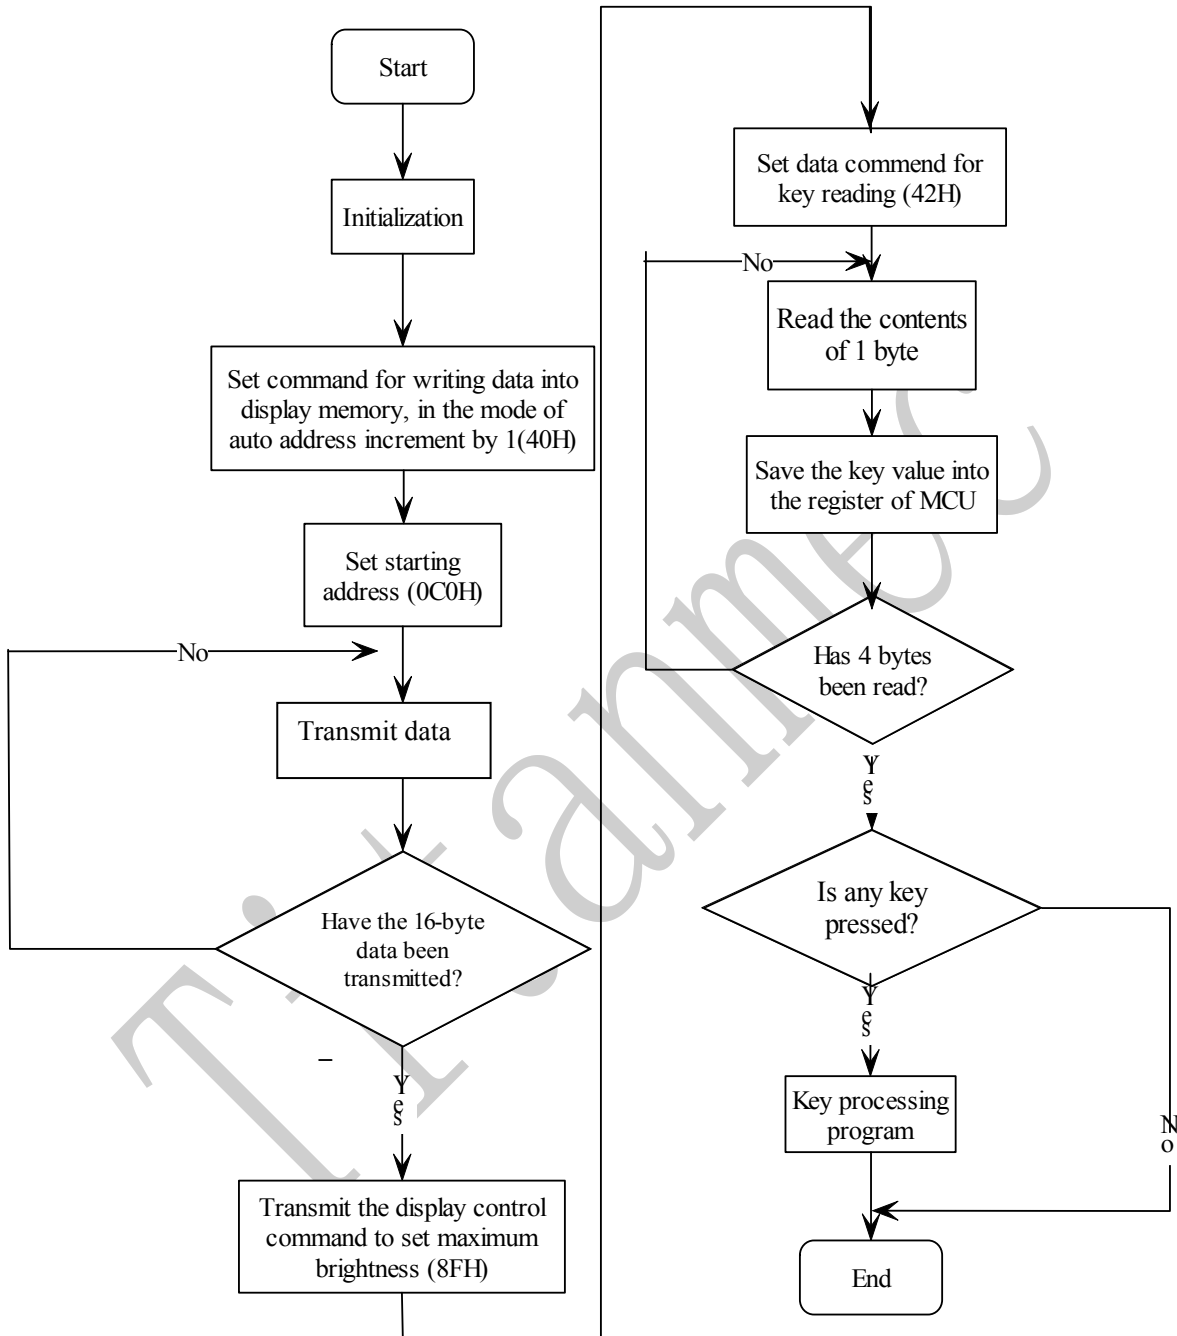 Start
Initialization
Set command for writing data into
display memory, in the mode of
auto address increment by 1(40H)
Set starting
address (0C0H)
No
Transmit data
Have the 16-byte
data been
transmitted?
Yes
Transmit the display control
command to set maximum
brightness (8FH)
Set data commend for
key reading (42H)
No
Read the contents
of 1 byte
Save the key value into
the register of MCU
Has 4 bytes
been read?
Yes
Is any key
pressed?
Yes
No
Key processing
program
End
Titanmec